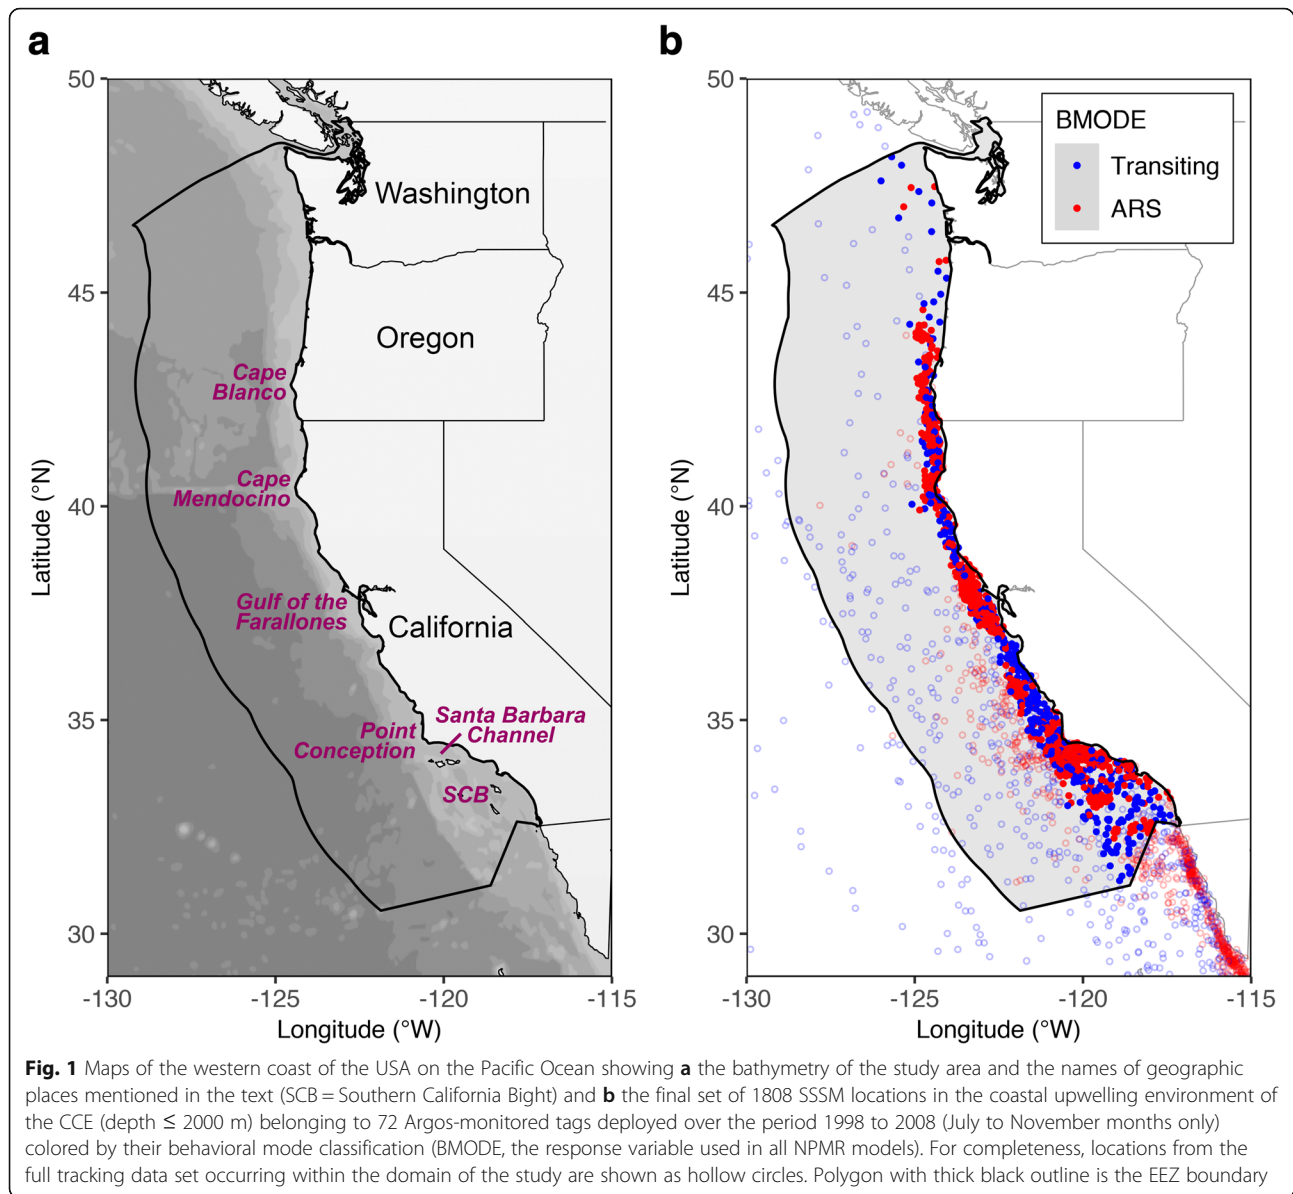 a
b
50
45
40
35
30
Latitude (°N)
-130
-125
-120
-115
Longitude (°W)
Washington
Oregon
Cape
Blanco
Cape
Mendocino
Gulf of the
Farallones
California
Santa Barbara
Channel
Point
Conception
SCB
50
45
40
35
30
Latitude (°N)
-130
-125
-120
-115
Longitude (°W)
BMODE
Transiting
ARS
Fig. 1 Maps of the western coast of the USA on the Pacific Ocean showing a the bathymetry of the study area and the names of geographic
places mentioned in the text (SCB = Southern California Bight) and b the final set of 1808 SSSM locations in the coastal upwelling environment of
the CCE (depth ≤ 2000 m) belonging to 72 Argos-monitored tags deployed over the period 1998 to 2008 (July to November months only)
colored by their behavioral mode classification (BMODE, the response variable used in all NPMR models). For completeness, locations from the
full tracking data set occurring within the domain of the study are shown as hollow circles. Polygon with thick black outline is the EEZ boundary